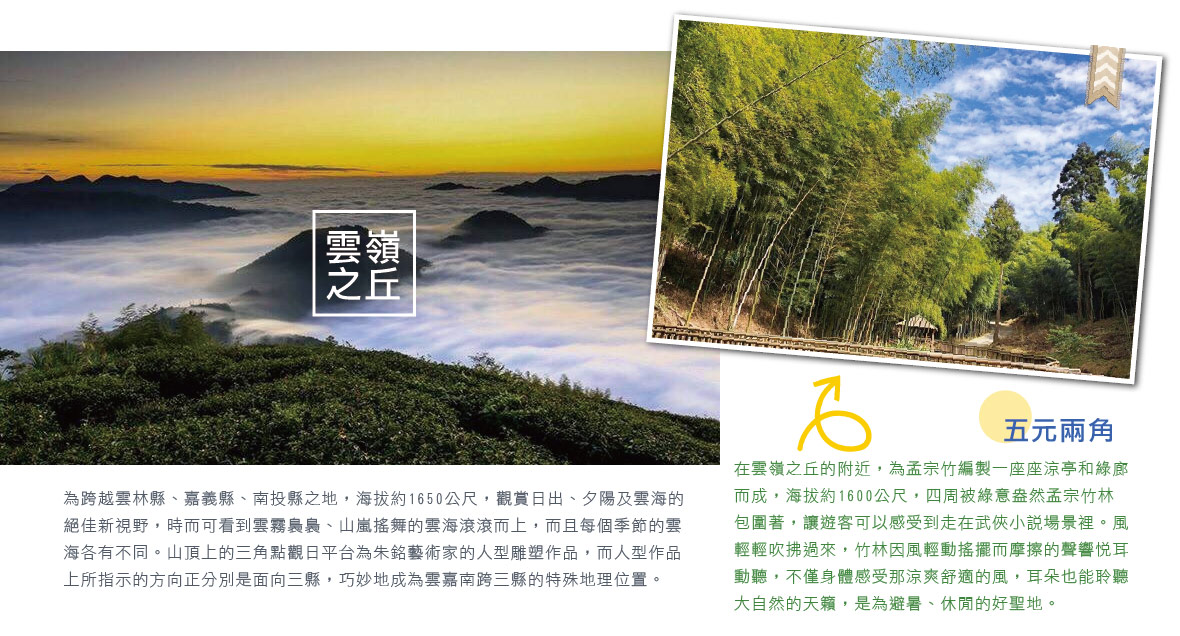 雲嶺
之丘
為跨越雲林縣、嘉義縣、南投縣之地，海拔約1650公尺，觀賞日出、夕陽及雲海的
絕佳新視野，時而可看到雲霧裊裊、山嵐搖舞的雲海滾滾而上，而且每個季節的雲
海各有不同。山頂上的三角點觀日平台為朱銘藝術家的人型雕塑作品，而人型作品
上所指示的方向正分別是面向三縣，巧妙地成為雲嘉南跨三縣的特殊地理位置。
五元兩角
在雲嶺之丘的附近，為孟宗竹編製一座座涼亭和綠廊
而成，海拔約1600公尺，四周被綠意盎然孟宗竹林
包圍著，讓遊客可以感受到走在武俠小説場景裡。風
輕輕吹拂過來，竹林因風輕動搖擺而摩擦的聲響悅耳
動聽，不僅身體感受那涼爽舒適的風，耳朵也能聆聽
大自然的天籟，是為避暑、休閒的好聖地。